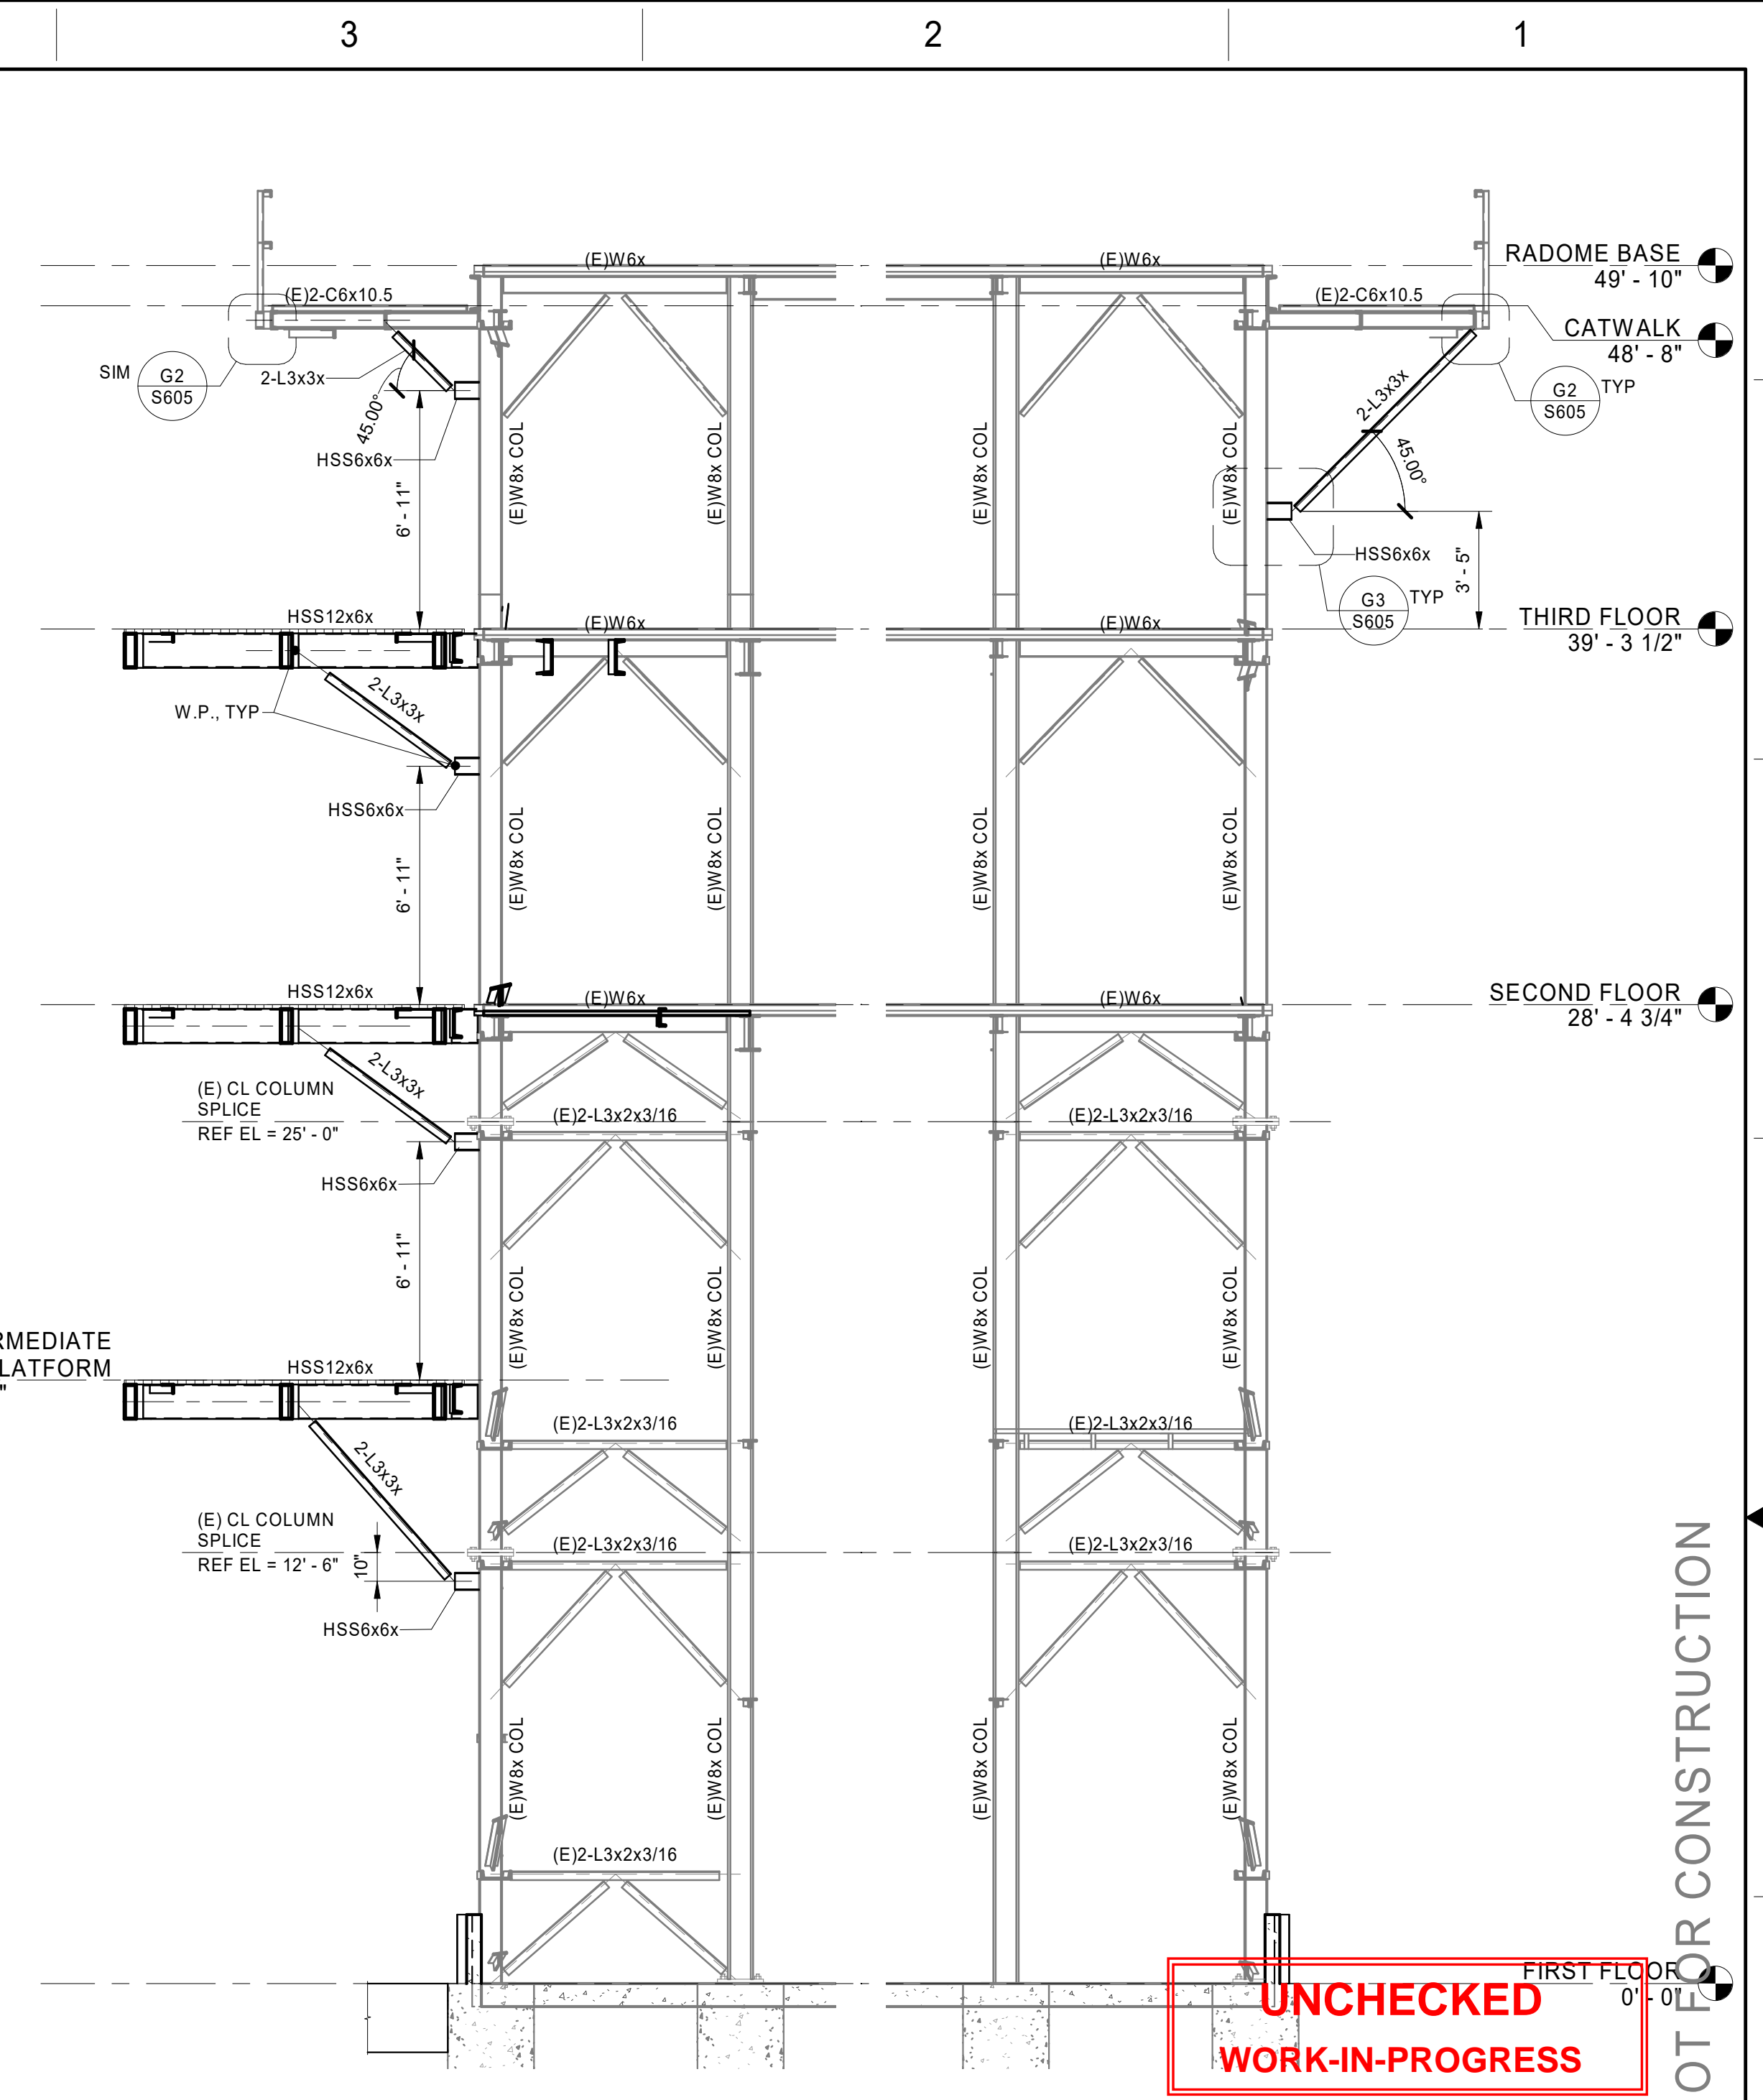 3
2
1
(E)W6x
(E)W6x
RADOME BASE
49' - 10"
(E)2-C6x10.5
(E)2-C6x10.5
CATWALK
48' - 8"
SIM
G2
S605
2-L3x3x
45.00°
HSS6x6x
6' - 11"
(E)W8x COL
(E)W8x COL
(E)W8x COL
(E)W8x COL
2-L3x3x
45.00°
G2
S605
TYP
HSS6x6x
3' - 5"
G3
S605
TYP
HSS12x6x
(E)W6x
(E)W6x
THIRD FLOOR
39' - 3 1/2"
2-L3x3x
W.P., TYP
HSS6x6x
6' - 11"
(E)W8x COL
(E)W8x COL
(E)W8x COL
(E)W8x COL
HSS12x6x
(E)W6x
(E)W6x
SECOND FLOOR
28' - 4 3/4"
2-L3x3x
(E) CL COLUMN
SPLICE
REF EL = 25' - 0"
(E)2-L3x2x3/16
(E)2-L3x2x3/16
HSS6x6x
6' - 11"
(E)W8x COL
(E)W8x COL
(E)W8x COL
(E)W8x COL
RMEDIATE
LATFORM
"
HSS12x6x
(E)2-L3x2x3/16
(E)2-L3x2x3/16
2-L3x3x
(E) CL COLUMN
SPLICE
REF EL = 12' - 6"
10"
(E)2-L3x2x3/16
(E)2-L3x2x3/16
HSS6x6x
(E)W8x COL
(E)W8x COL
(E)W8x COL
(E)W8x COL
(E)2-L3x2x3/16
FIRST FLOOR
0' - 0"
UNCHECKED
WORK-IN-PROGRESS
OT FOR CONSTRUCTION